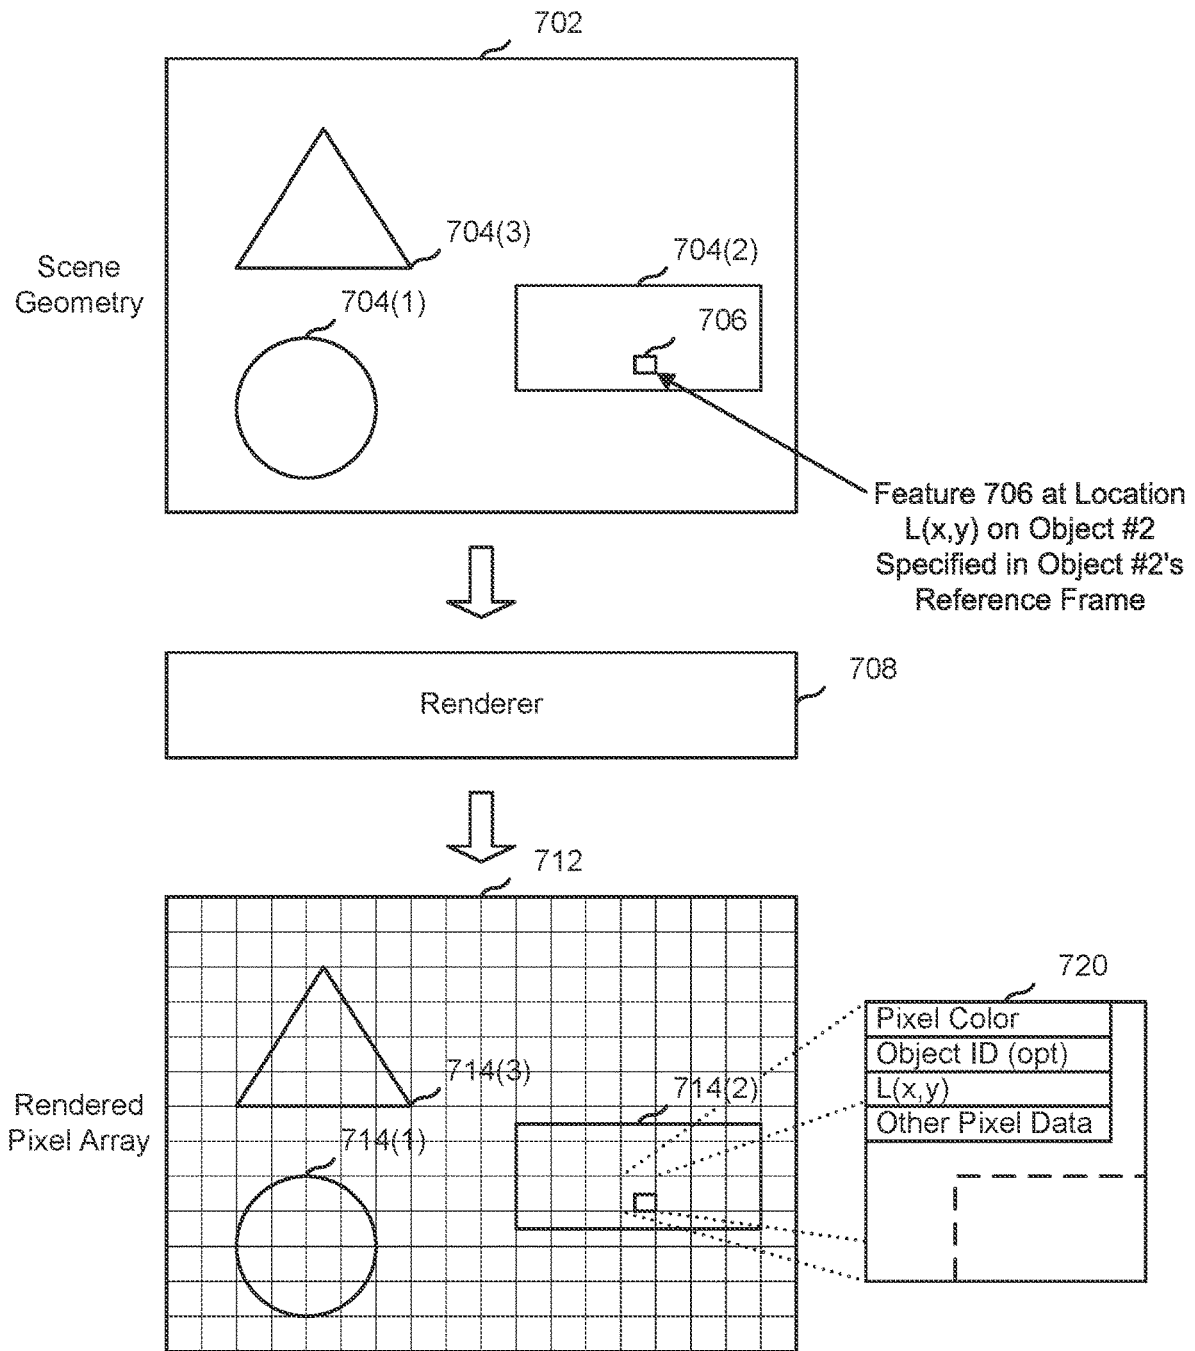 702
704(3)
704(2)
Scene
Geometry
704(1)
706
Feature 706 at Location
L(x,y) on Object #2
Specified in Object #2's
Reference Frame
708
Renderer
712
720
Pixel Color
Object ID (opt)
L(x,y)
Other Pixel Data
714(3)
714(2)
Rendered
Pixel Array
714(1)